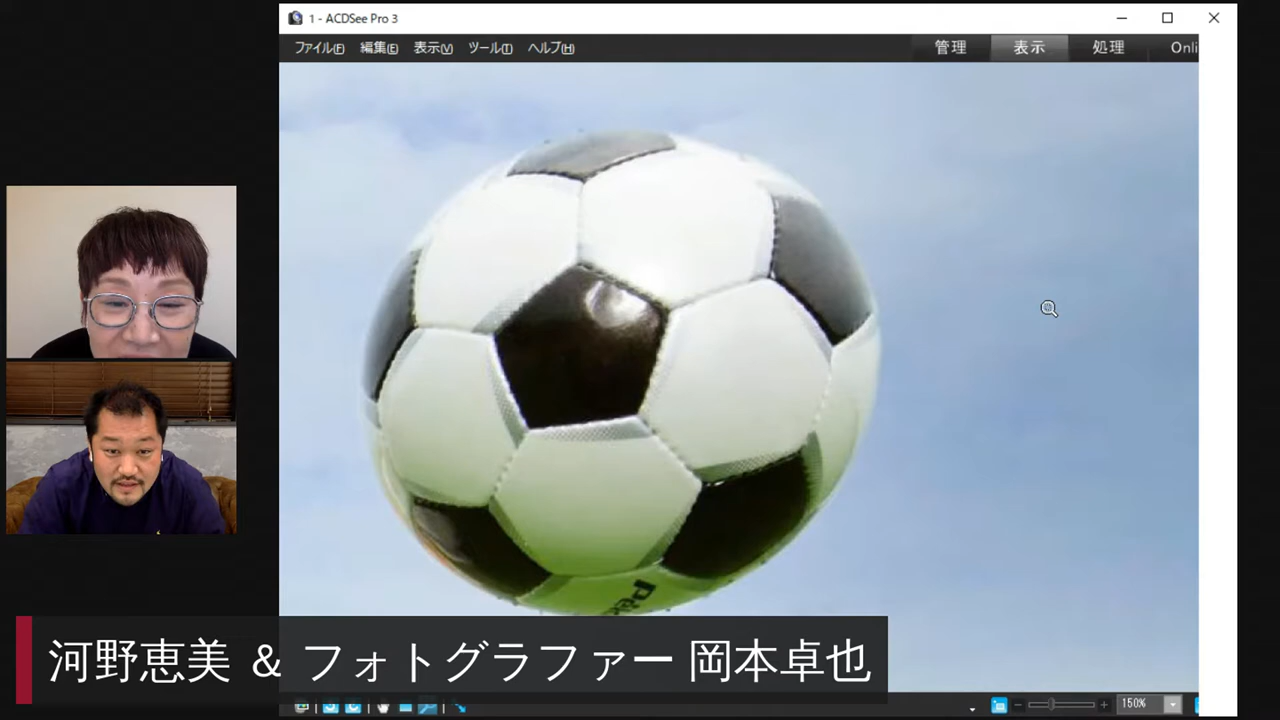 1 - ACDSee Pro 3
ファイル(F) 編集(E) 表示(V) ツール(T) ヘルプ(H)
管理 表示 処理 Onli
河野恵美 & フォトグラファー 岡本卓也
150%